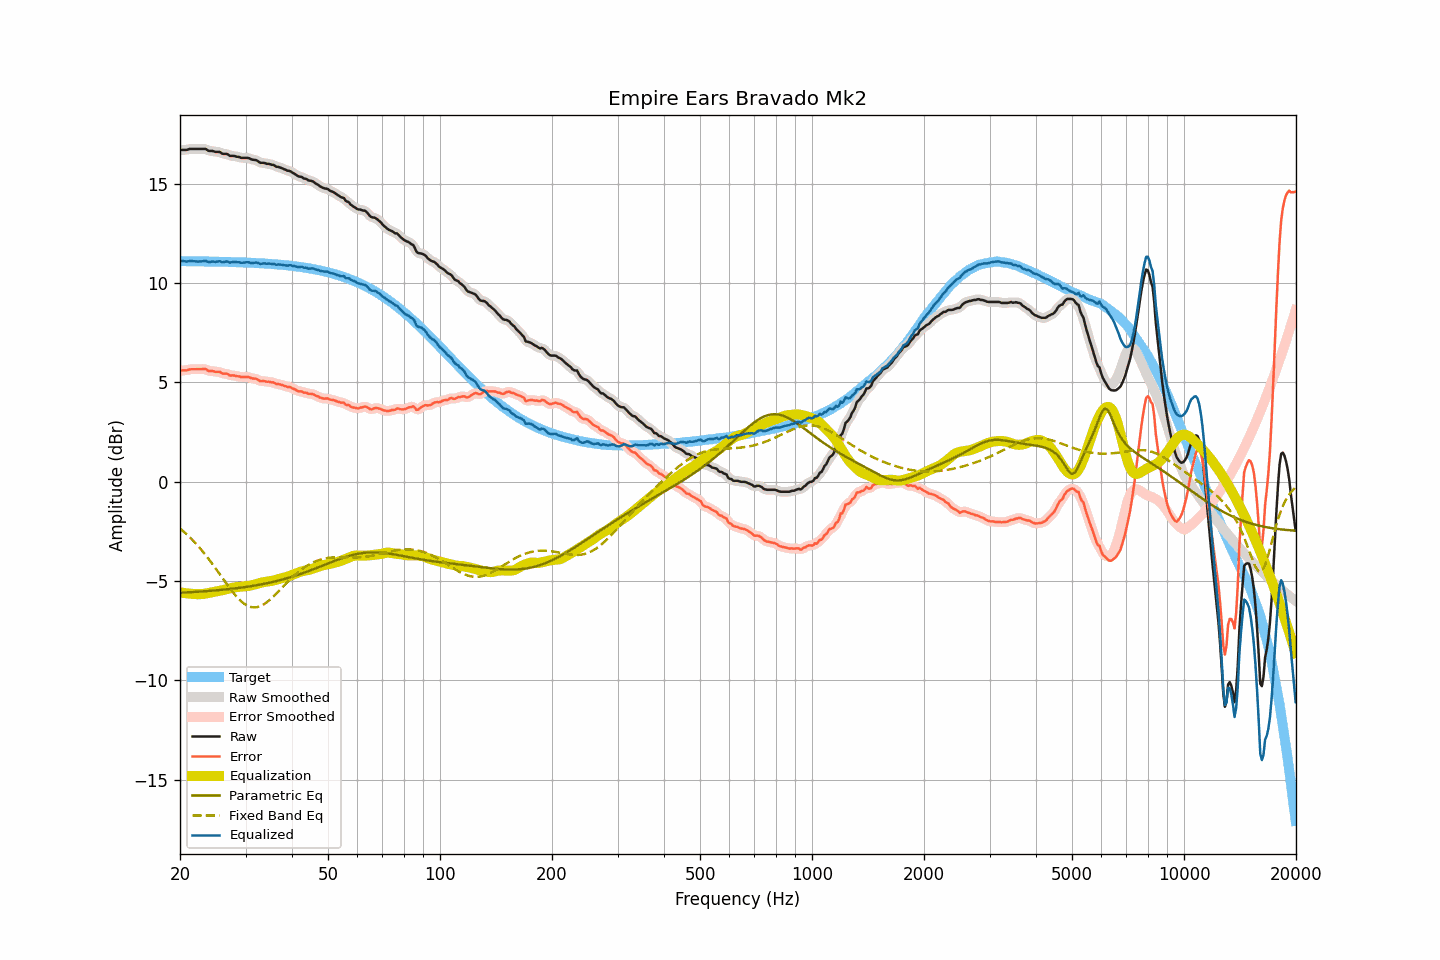 Empire Ears Bravado Mk2
Amplitude (dBr)
15
10
5
0
−5
−10
−15
Target
Raw Smoothed
Error Smoothed
Raw
Error
Equalization
Parametric Eq
Fixed Band Eq
Equalized
20 50 100 200 500 1000 2000 5000 10000 20000
Frequency (Hz)